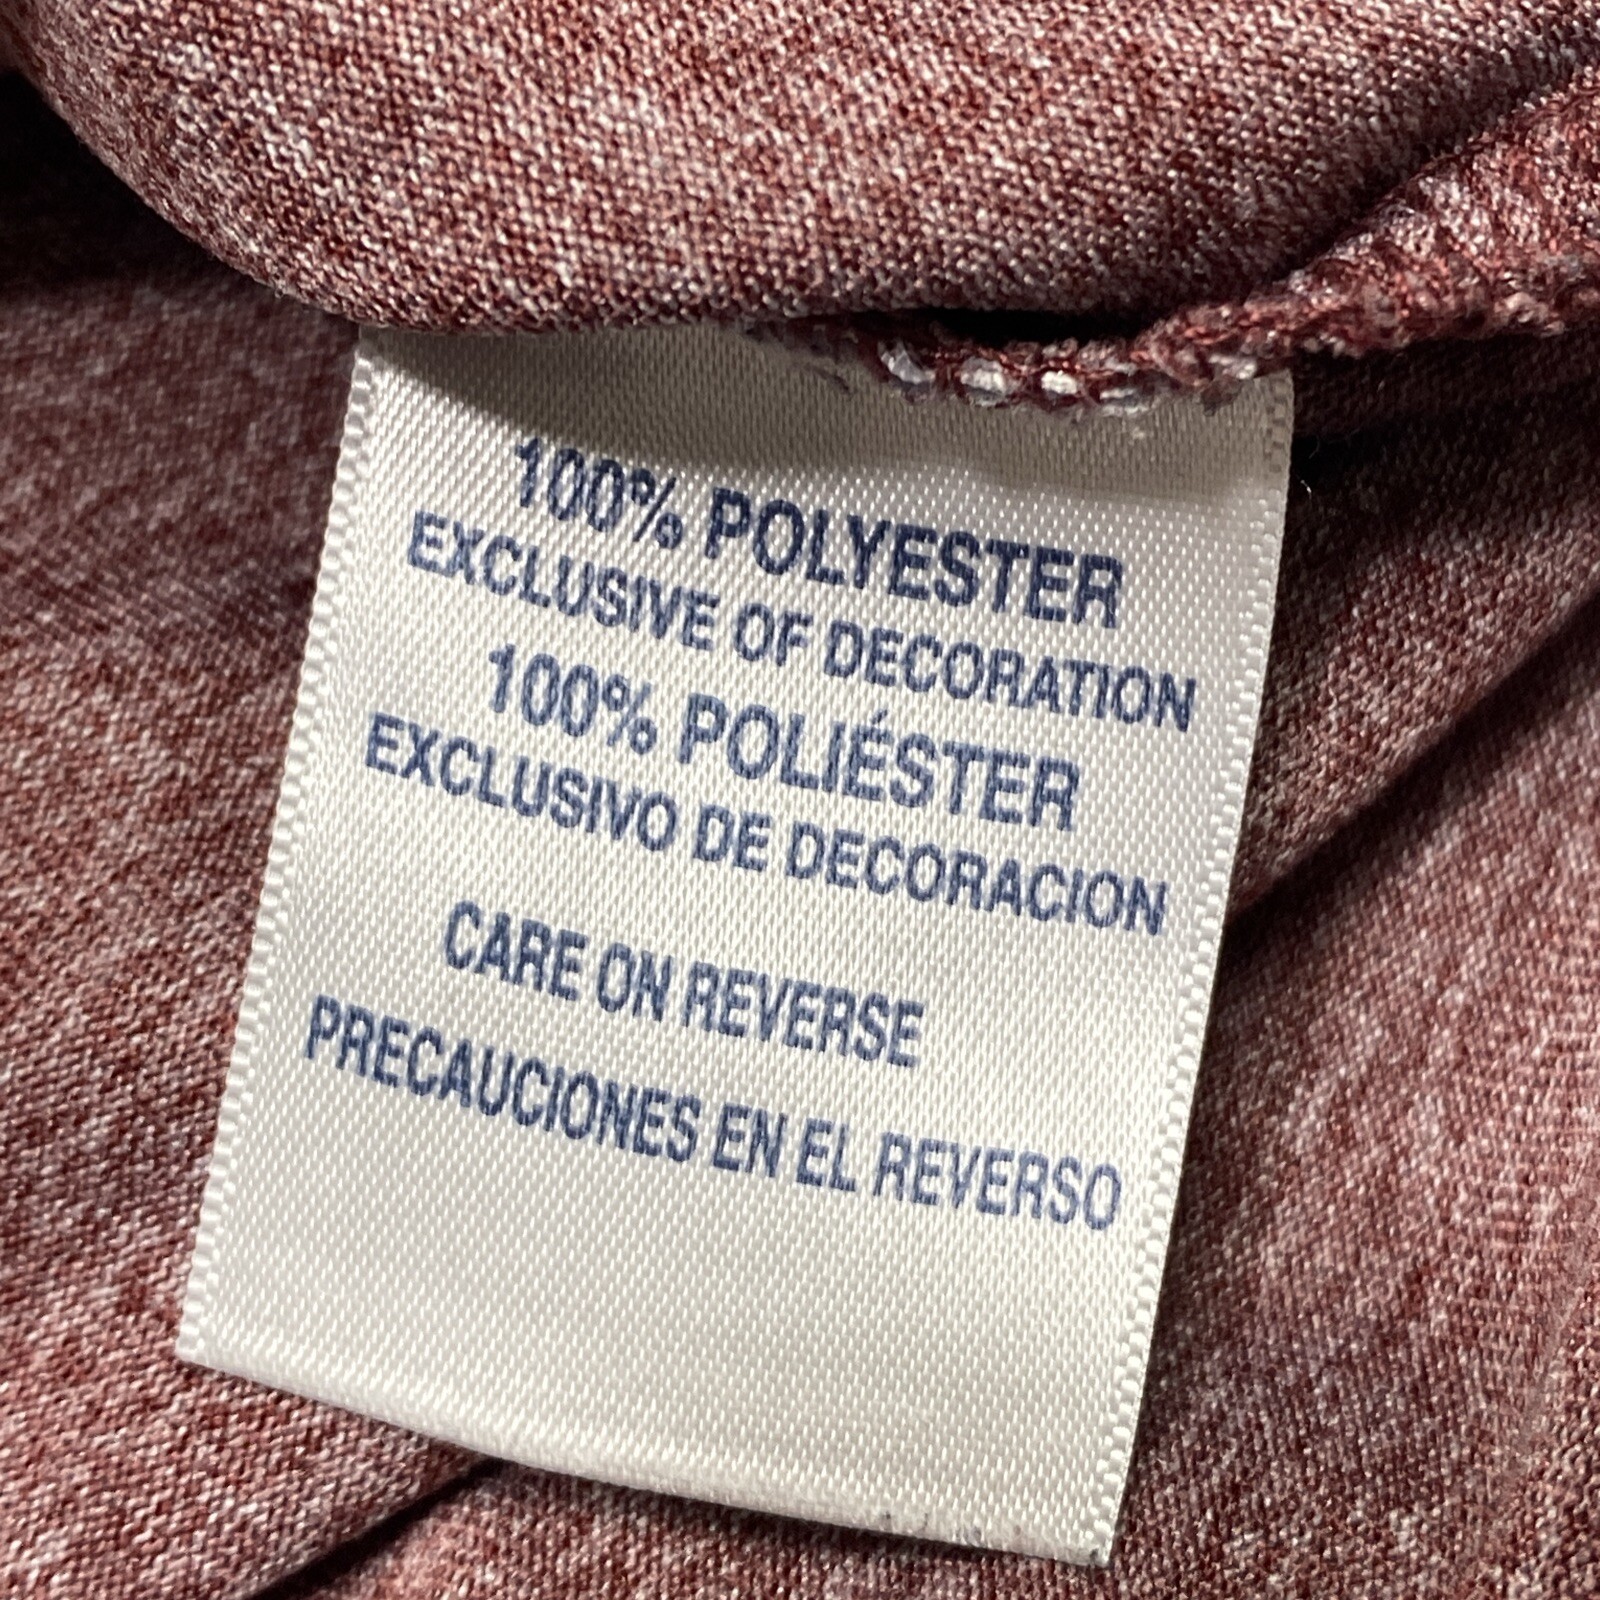 100% POLYESTER
EXCLUSIVE OF DECORATION
100% POLIÉSTER
EXCLUSIVO DE DECORACION
CARE ON REVERSE
PRECAUCIONES EN EL REVERSO